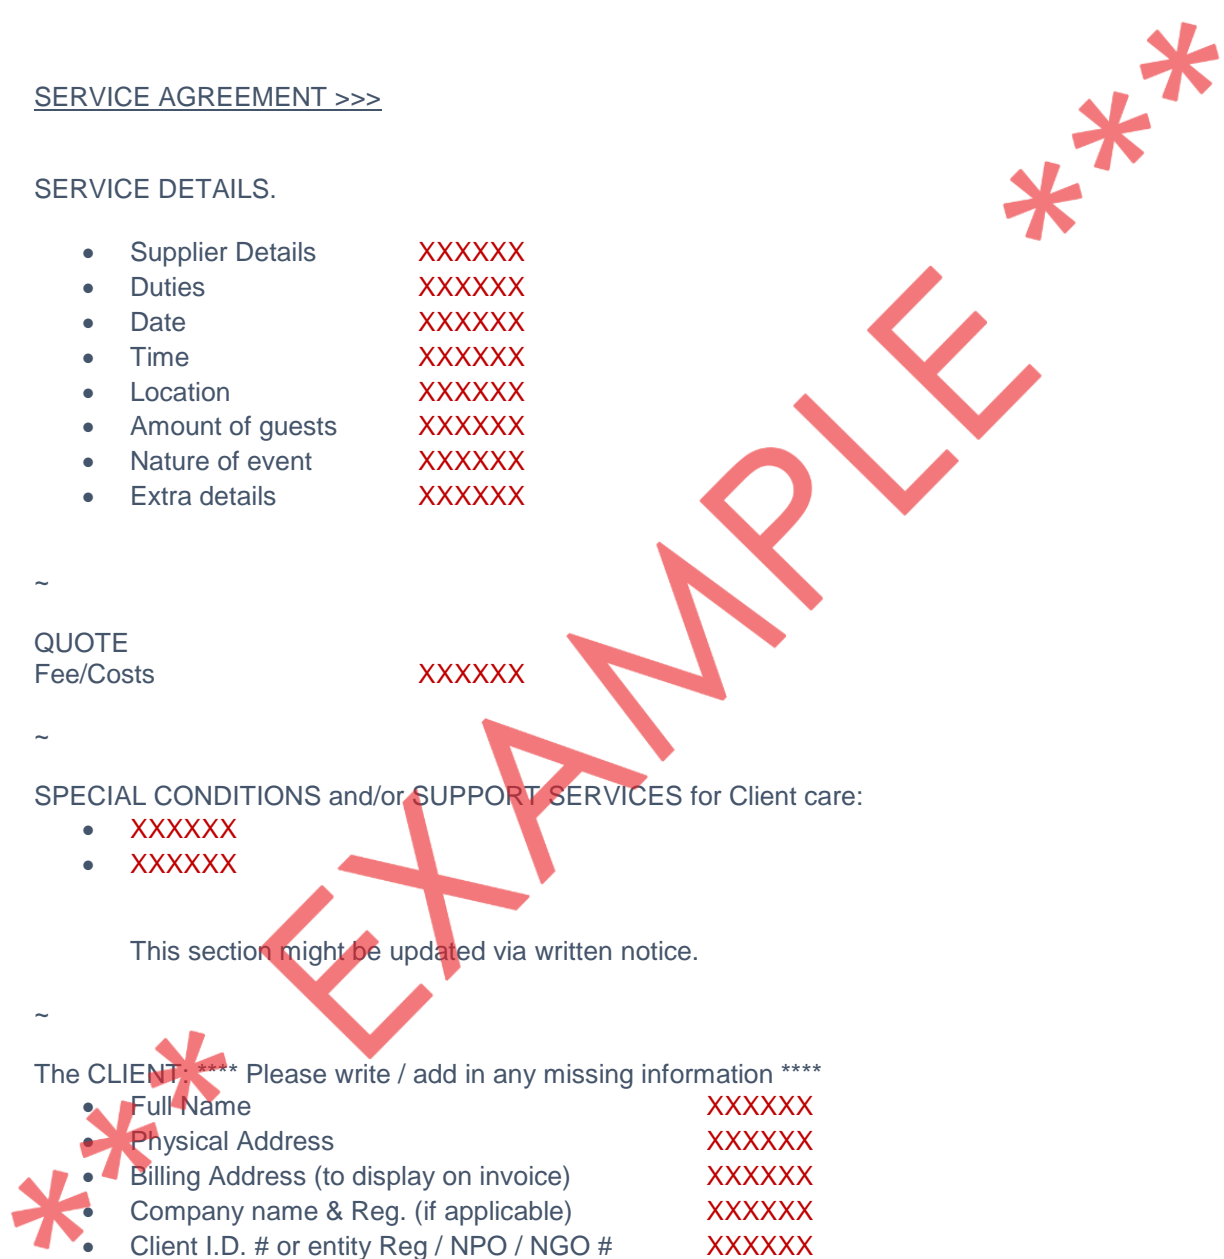 SERVICE AGREEMENT >>>
SERVICE DETAILS.
• Supplier Details XXXXXX
• Duties XXXXXX
• Date XXXXXX
• Time XXXXXX
• Location XXXXXX
• Amount of guests XXXXXX
• Nature of event XXXXXX
• Extra details XXXXXX
~
QUOTE
Fee/Costs XXXXXX
~
SPECIAL CONDITIONS and/or SUPPORT SERVICES for Client care:
• XXXXXX
• XXXXXX
This section might be updated via written notice.
~
The CLIENT: **** Please write / add in any missing information ****
• Full Name XXXXXX
• Physical Address XXXXXX
• Billing Address (to display on invoice) XXXXXX
• Company name & Reg. (if applicable) XXXXXX
• Client I.D. # or entity Reg / NPO / NGO # XXXXXX
*** EXAMPLE ***